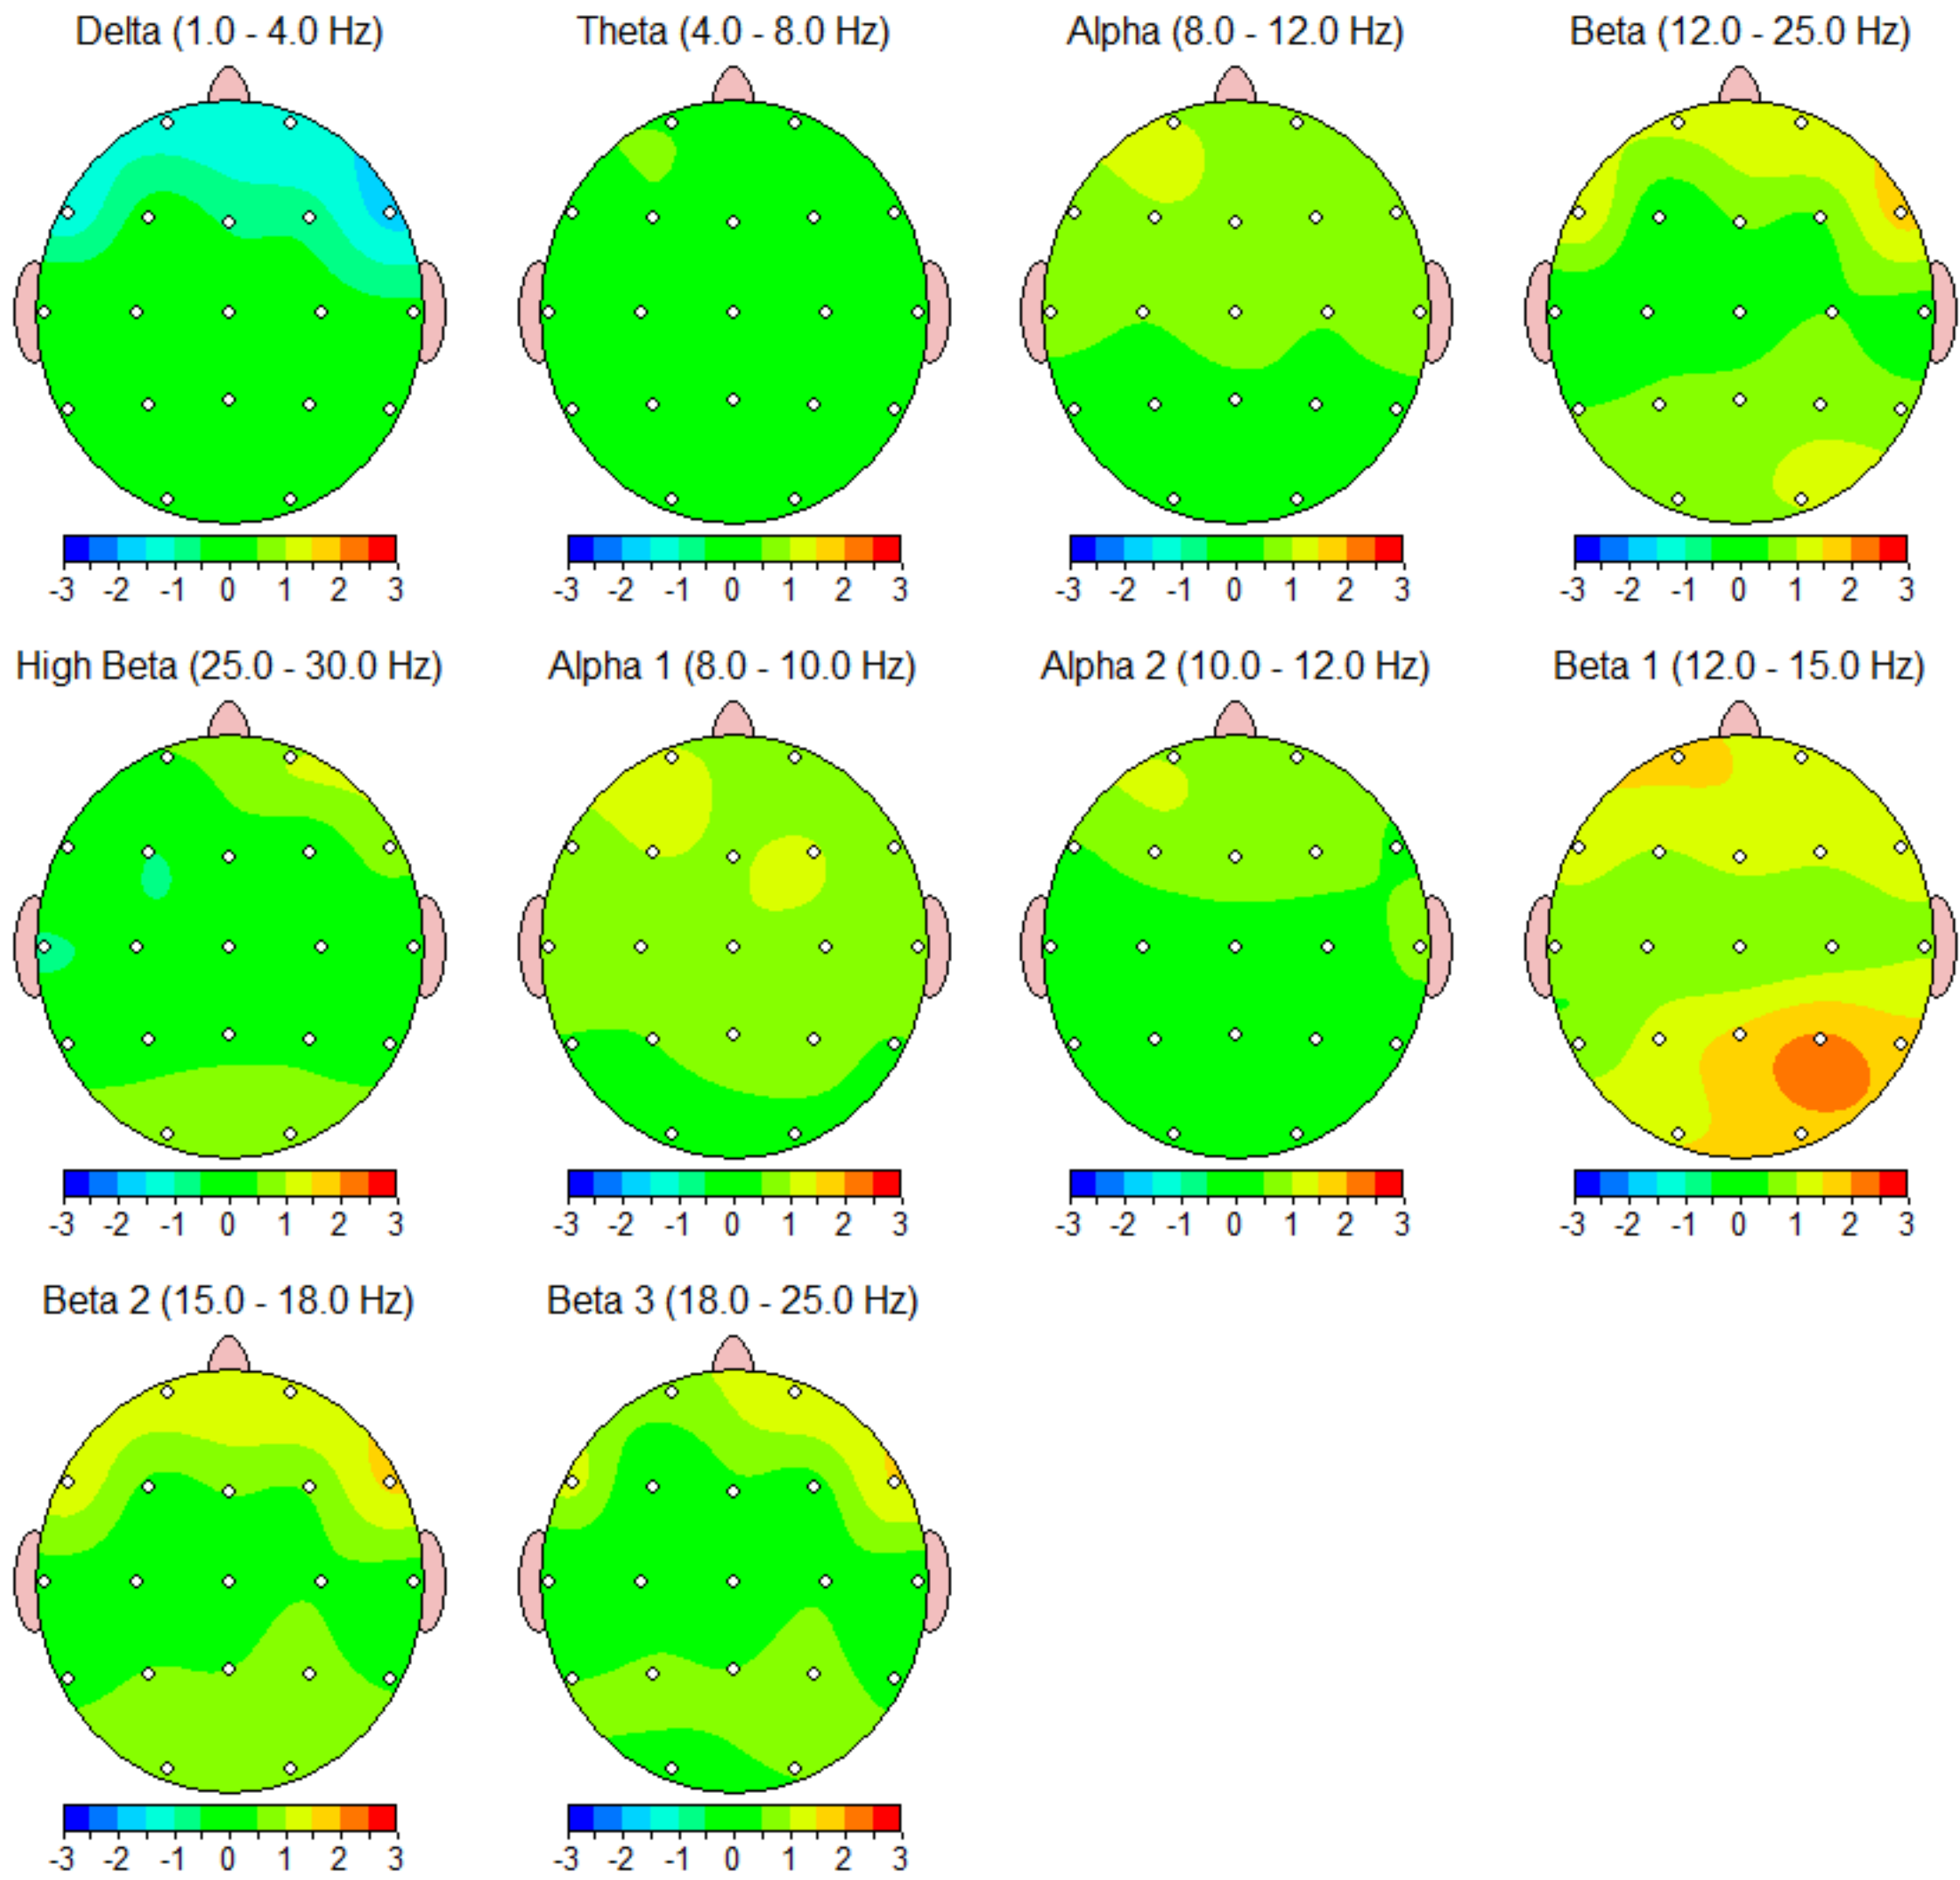 Delta (1.0 - 4.0 Hz)
Theta (4.0 - 8.0 Hz)
Alpha (8.0 - 12.0 Hz)
Beta (12.0 - 25.0 Hz)
-3 -2 -1 0 1 2 3
-3 -2 -1 0 1 2 3
-3 -2 -1 0 1 2 3
-3 -2 -1 0 1 2 3
High Beta (25.0 - 30.0 Hz)
Alpha 1 (8.0 - 10.0 Hz)
Alpha 2 (10.0 - 12.0 Hz)
Beta 1 (12.0 - 15.0 Hz)
-3 -2 -1 0 1 2 3
-3 -2 -1 0 1 2 3
-3 -2 -1 0 1 2 3
-3 -2 -1 0 1 2 3
Beta 2 (15.0 - 18.0 Hz)
Beta 3 (18.0 - 25.0 Hz)
-3 -2 -1 0 1 2 3
-3 -2 -1 0 1 2 3